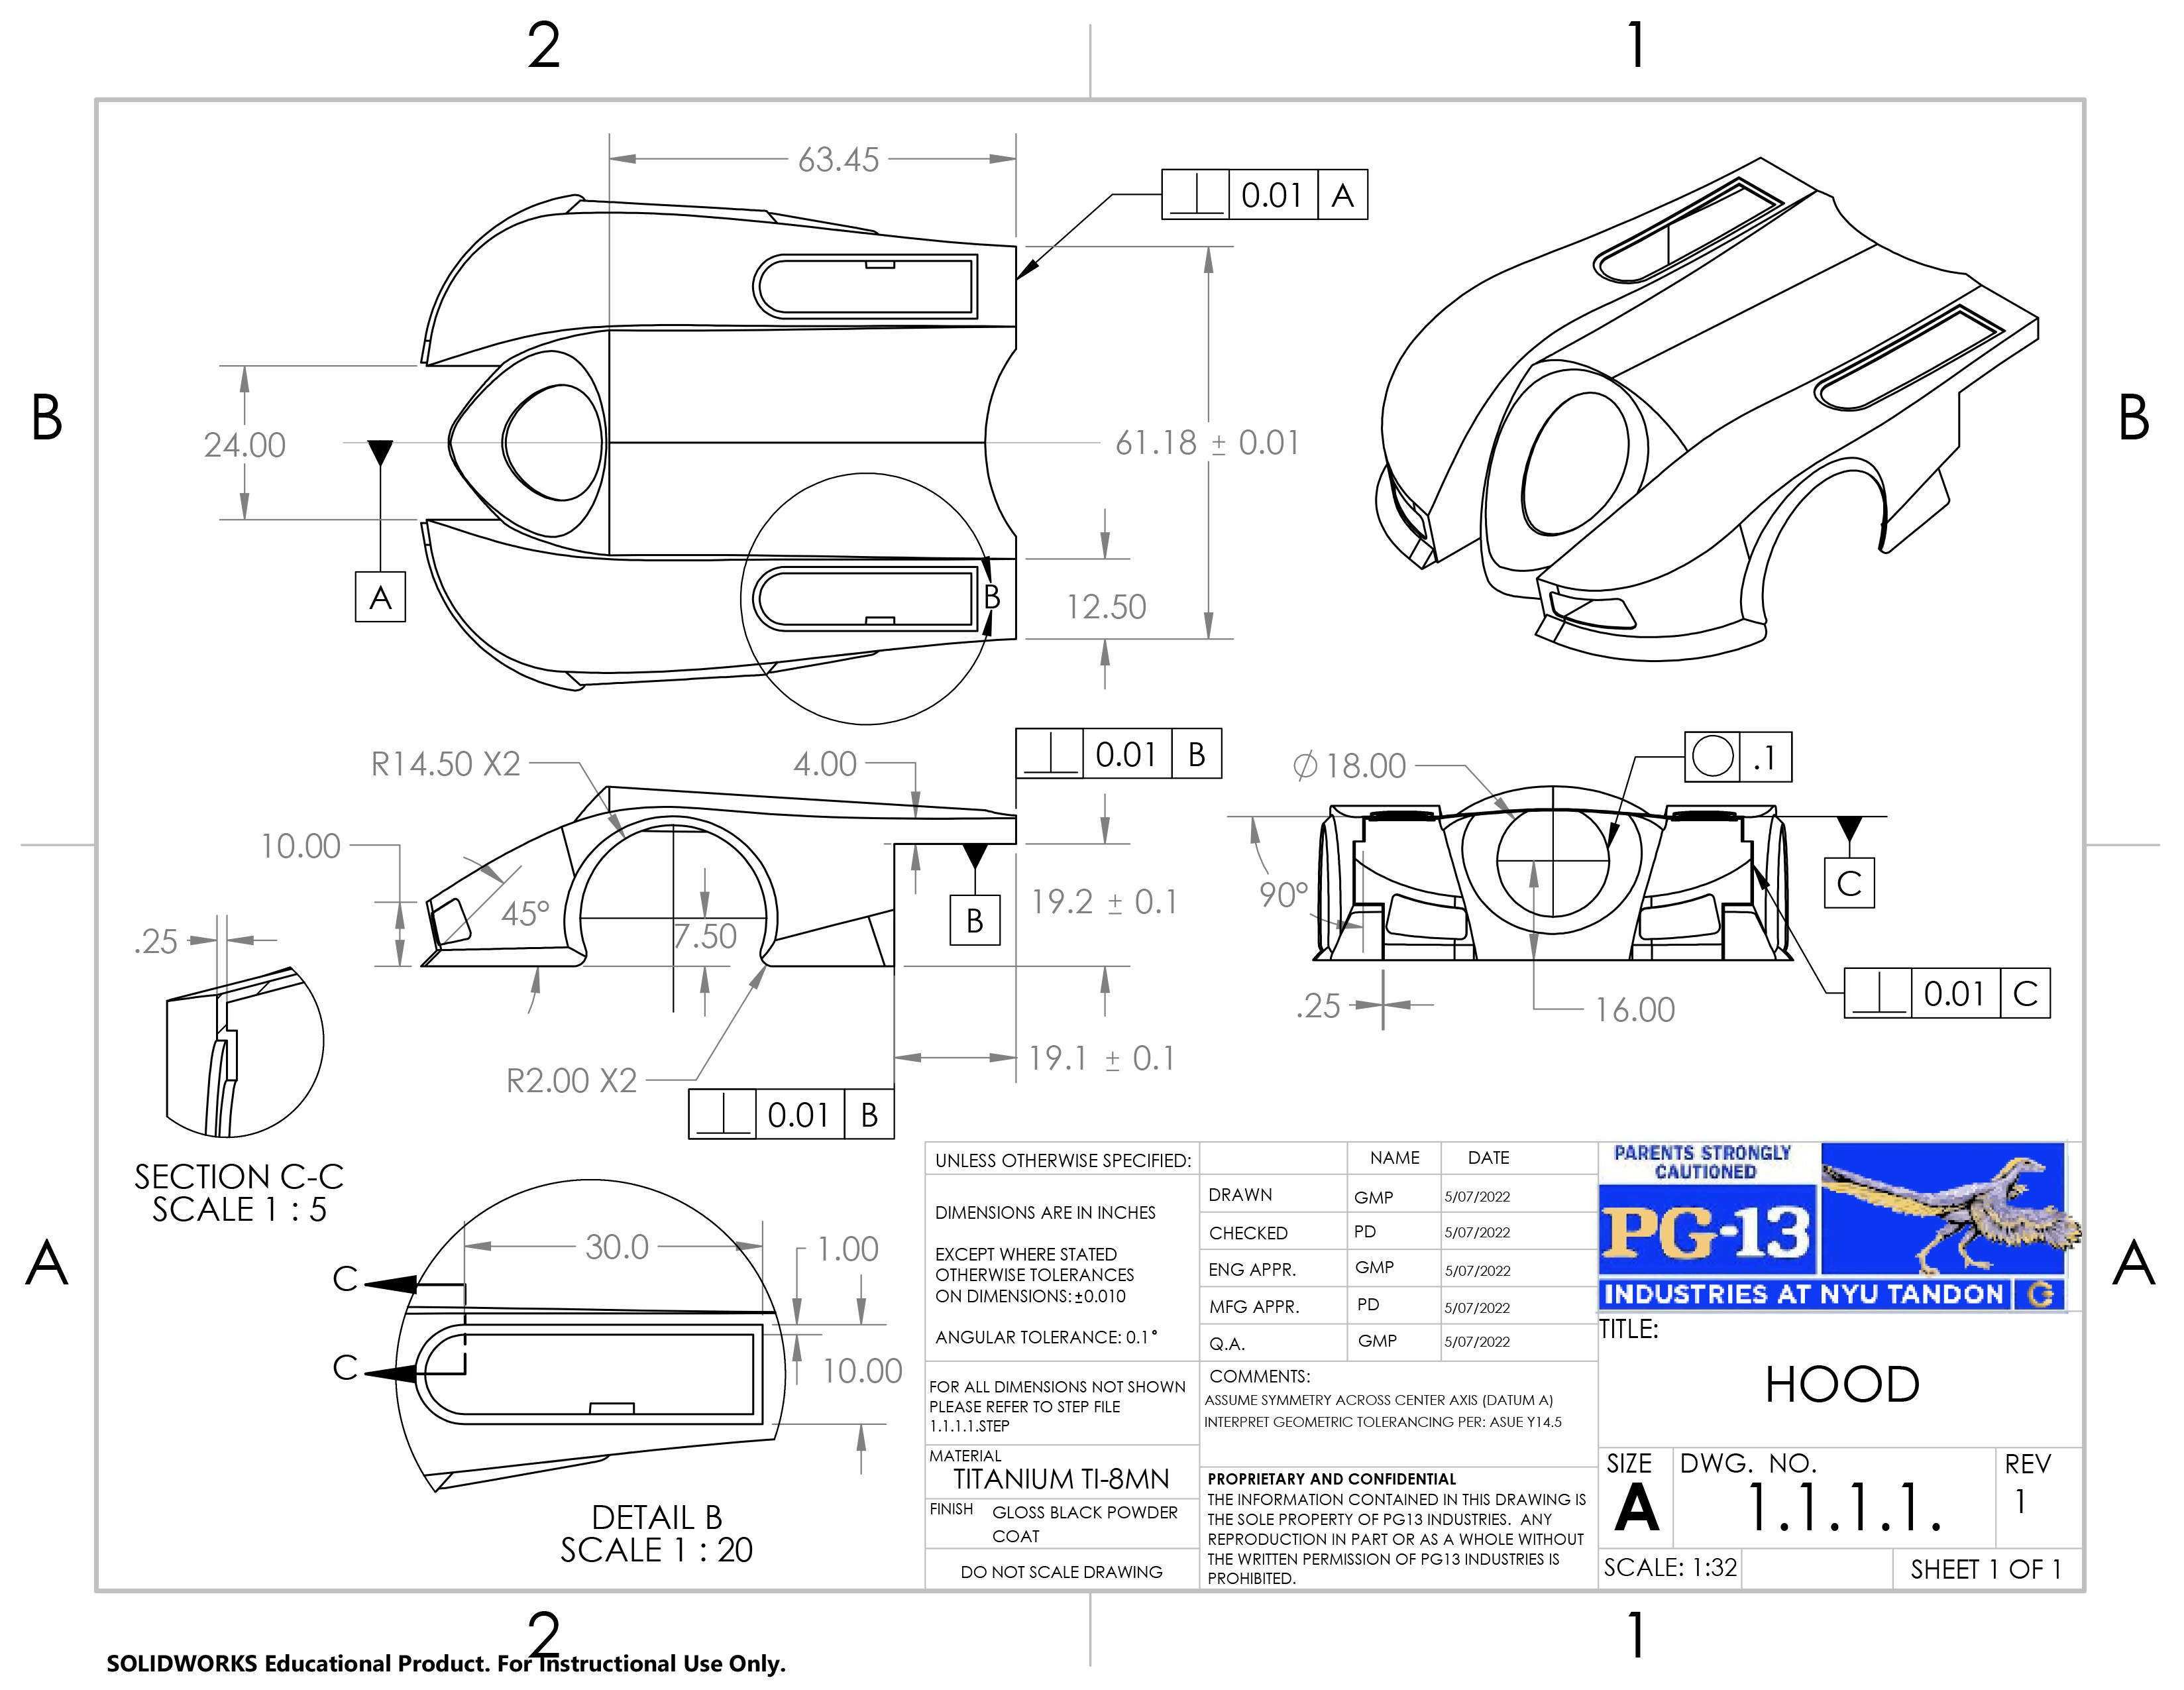 2
1
63.45
⊥ 0.01 A
B
B
24.00
61.18 ± 0.01
A
B
12.50
R14.50 X2
4.00
⊥ 0.01 B
⌀ 18.00
○ .1
10.00
45°
7.50
19.2 ± 0.1
B
90°
C
.25
.25
16.00
⊥ 0.01 C
19.1 ± 0.1
R2.00 X2
⊥ 0.01 B
SECTION C-C
SCALE 1 : 5
30.0
1.00
C
C
10.00
DETAIL B
SCALE 1 : 20
A
A
UNLESS OTHERWISE SPECIFIED:
DIMENSIONS ARE IN INCHES
EXCEPT WHERE STATED
OTHERWISE TOLERANCES
ON DIMENSIONS: ±0.010
ANGULAR TOLERANCE: 0.1°
FOR ALL DIMENSIONS NOT SHOWN
PLEASE REFER TO STEP FILE
1.1.1.1.STEP
MATERIAL
TITANIUM TI-8MN
FINISH
GLOSS BLACK POWDER
COAT
DO NOT SCALE DRAWING
NAME DATE
DRAWN GMP 5/07/2022
CHECKED PD 5/07/2022
ENG APPR. GMP 5/07/2022
MFG APPR. PD 5/07/2022
Q.A. GMP 5/07/2022
COMMENTS:
ASSUME SYMMETRY ACROSS CENTER AXIS (DATUM A)
INTERPRET GEOMETRIC TOLERANCING PER: ASUE Y14.5
PROPRIETARY AND CONFIDENTIAL
THE INFORMATION CONTAINED IN THIS DRAWING IS
THE SOLE PROPERTY OF PG13 INDUSTRIES. ANY
REPRODUCTION IN PART OR AS A WHOLE WITHOUT
THE WRITTEN PERMISSION OF PG13 INDUSTRIES IS
PROHIBITED.
PARENTS STRONGLY
CAUTIONED
PG-13
INDUSTRIES AT NYU TANDON
G
TITLE:
HOOD
SIZE
A
DWG. NO.
1.1.1.1.
REV
1
SCALE: 1:32
SHEET 1 OF 1
2
1
SOLIDWORKS Educational Product. For Instructional Use Only.